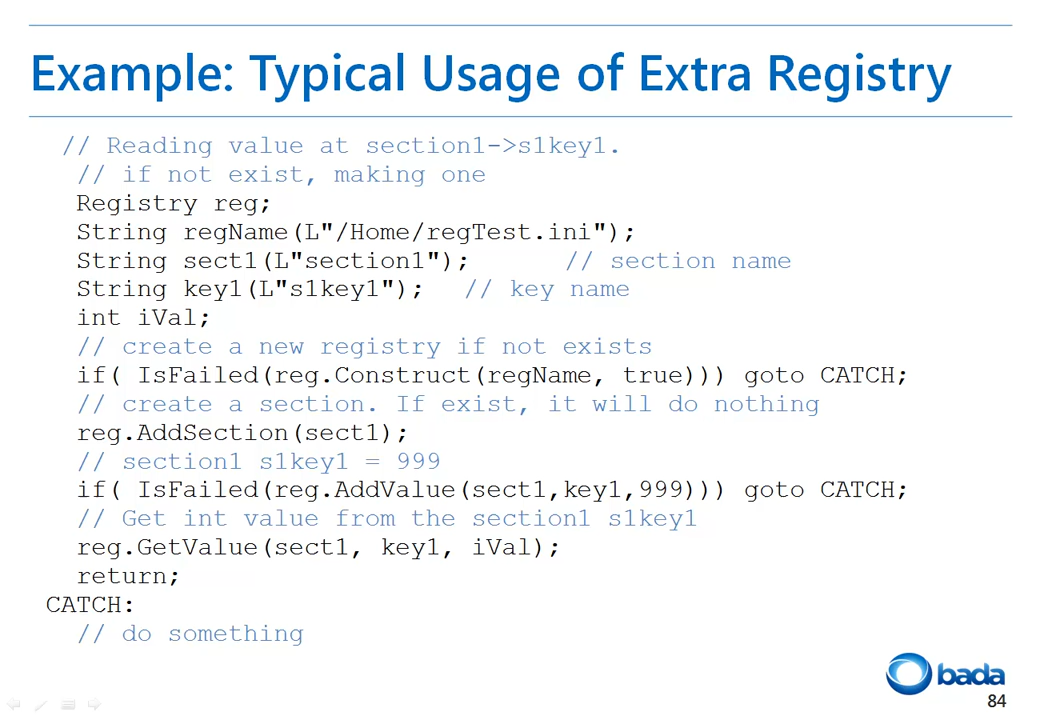 Example: Typical Usage of Extra Registry
// Reading value at section1->s1key1.
// if not exist, making one
Registry reg;
String regName(L"/Home/regTest.ini");
String sect1(L"section1"); // section name
String key1(L"s1key1"); // key name
int iVal;
// create a new registry if not exists
if( IsFailed(reg.Construct(regName, true))) goto CATCH;
// create a section. If exist, it will do nothing
reg.AddSection(sect1);
// section1 s1key1 = 999
if( IsFailed(reg.AddValue(sect1,key1,999))) goto CATCH;
// Get int value from the section1 s1key1
reg.GetValue(sect1, key1, iVal);
return;
CATCH:
// do something
bada
84